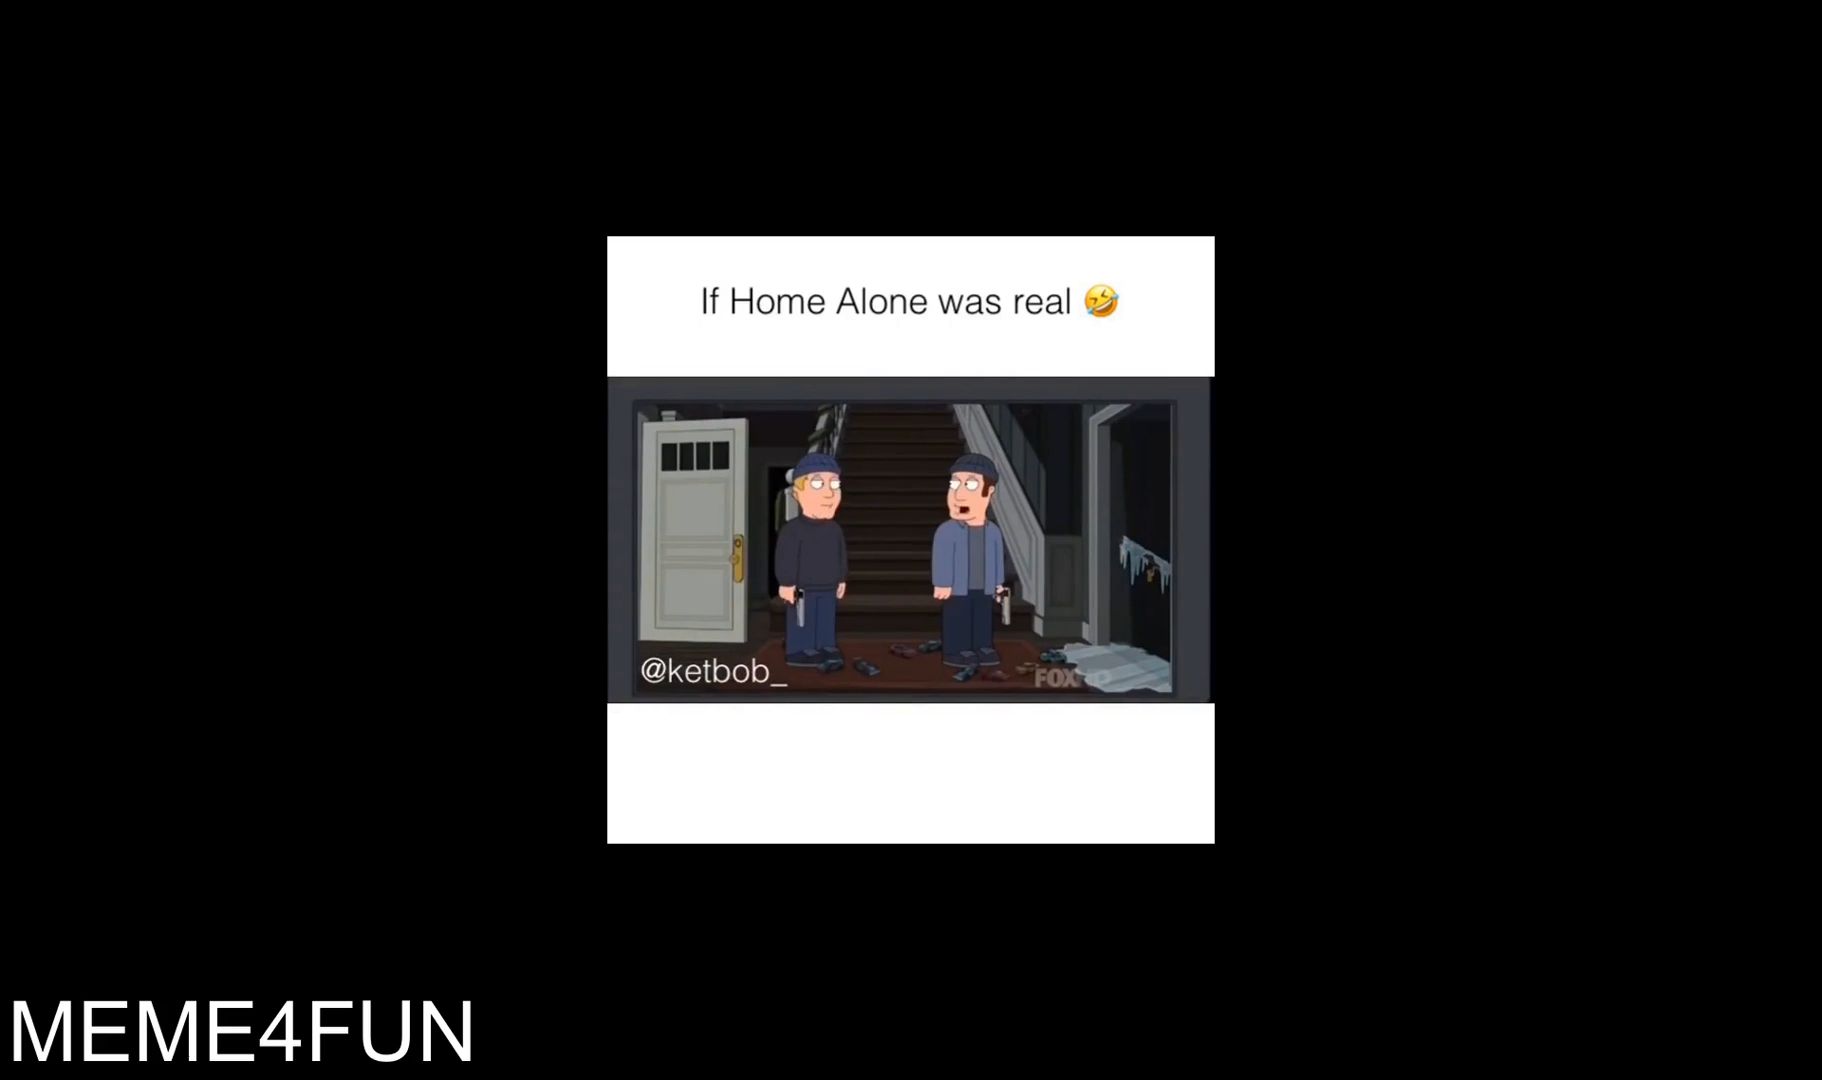 If Home Alone was real 🤣
@ketbob_
FOX
MEME4FUN